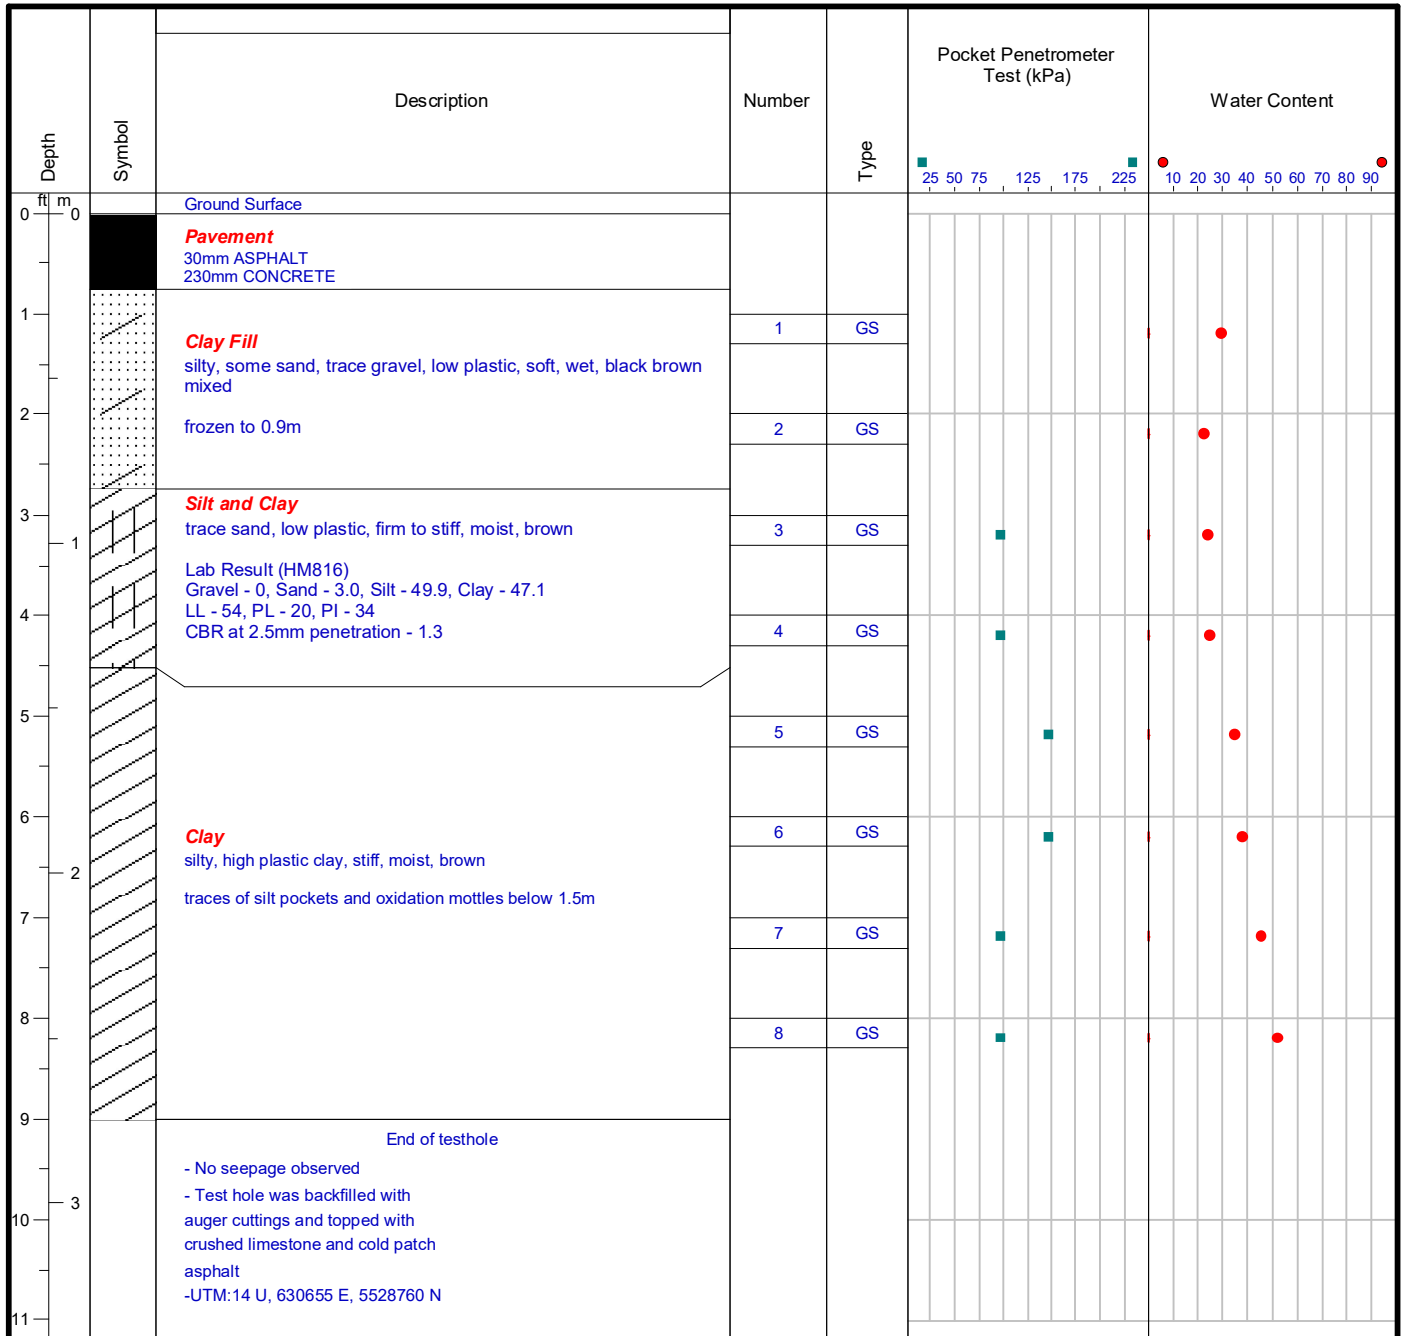 Depth
Symbol
Description
Number
Type
Pocket Penetrometer
Test (kPa)
Water Content
25 50 75 125 175 225
10 20 30 40 50 60 70 80 90
ft m
0 0
Ground Surface
Pavement
30mm ASPHALT
230mm CONCRETE
1
1 GS
Clay Fill
silty, some sand, trace gravel, low plastic, soft, wet, black brown
mixed
2
frozen to 0.9m
2 GS
Silt and Clay
3
trace sand, low plastic, firm to stiff, moist, brown
3 GS
1
Lab Result (HM816)
Gravel - 0, Sand - 3.0, Silt - 49.9, Clay - 47.1
LL - 54, PL - 20, PI - 34
4
CBR at 2.5mm penetration - 1.3
4 GS
5
5 GS
6
6 GS
Clay
silty, high plastic clay, stiff, moist, brown
2
traces of silt pockets and oxidation mottles below 1.5m
7
7 GS
8
8 GS
9
End of testhole
- No seepage observed
- Test hole was backfilled with
3
auger cuttings and topped with
10
crushed limestone and cold patch
asphalt
-UTM:14 U, 630655 E, 5528760 N
11